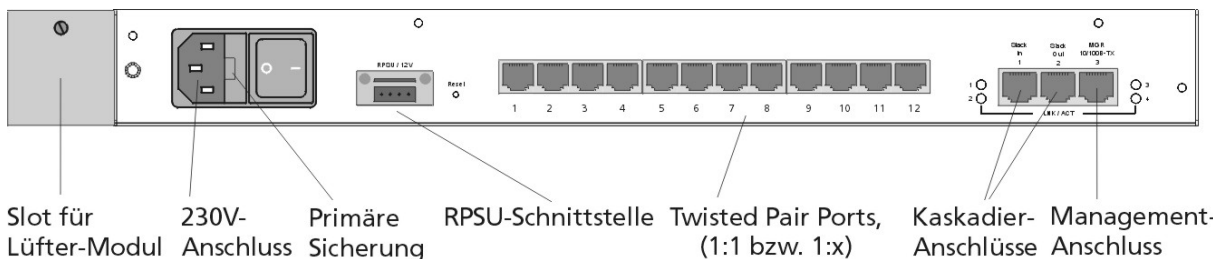 RPSU / 12V
Reset
O I
1 2 3 4 5 6 7 8 9 10 11 12
Stack In 1
Stack Out 2
MGR 10/100B-TX 3
1
2
3
4
LINK / ACT
Slot für Lüfter-Modul
230V-Anschluss
Primäre Sicherung
RPSU-Schnittstelle
Twisted Pair Ports, (1:1 bzw. 1:x)
Kaskadier-Anschlüsse
Management-Anschluss